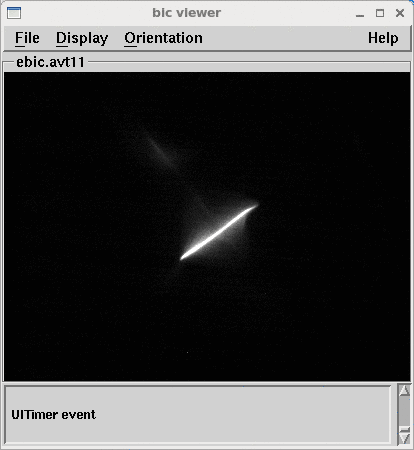 bic viewer
File Display Orientation Help
ebic.avt11
UITimer event